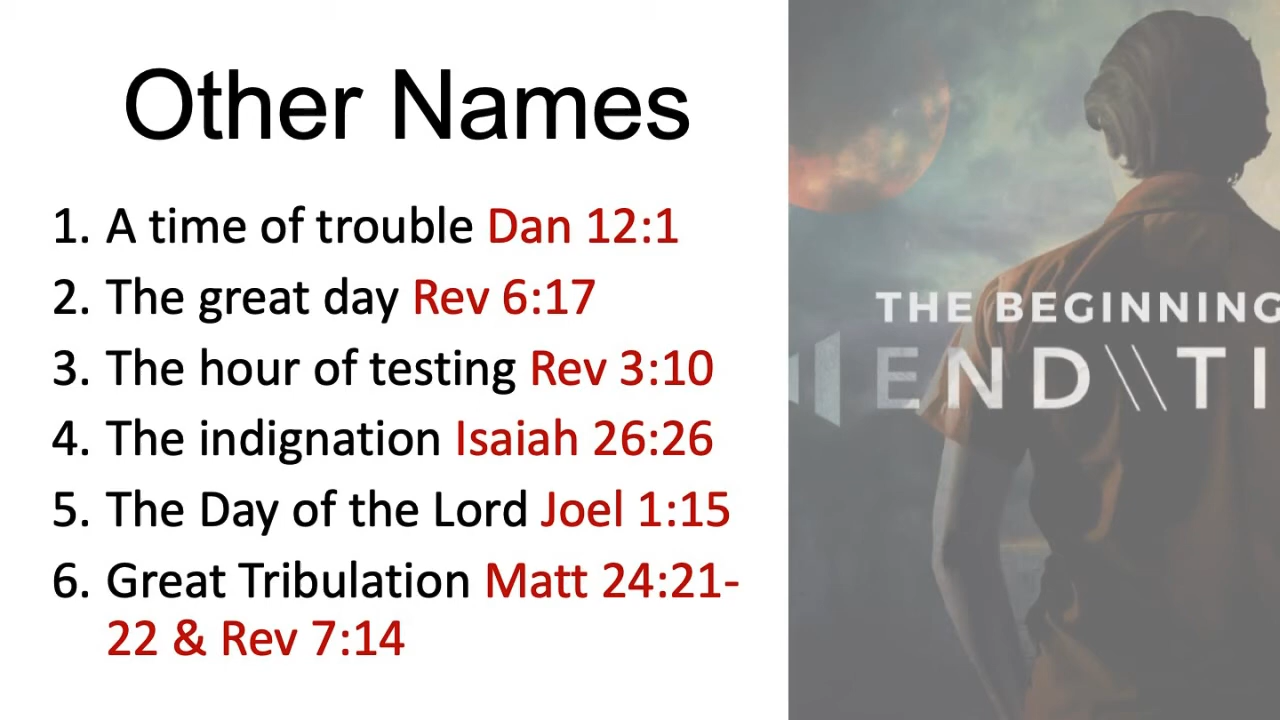 Other Names
1. A time of trouble Dan 12:1
2. The great day Rev 6:17
3. The hour of testing Rev 3:10
4. The indignation Isaiah 26:26
5. The Day of the Lord Joel 1:15
6. Great Tribulation Matt 24:21-
22 & Rev 7:14
THE BEGINNING
END\\TI